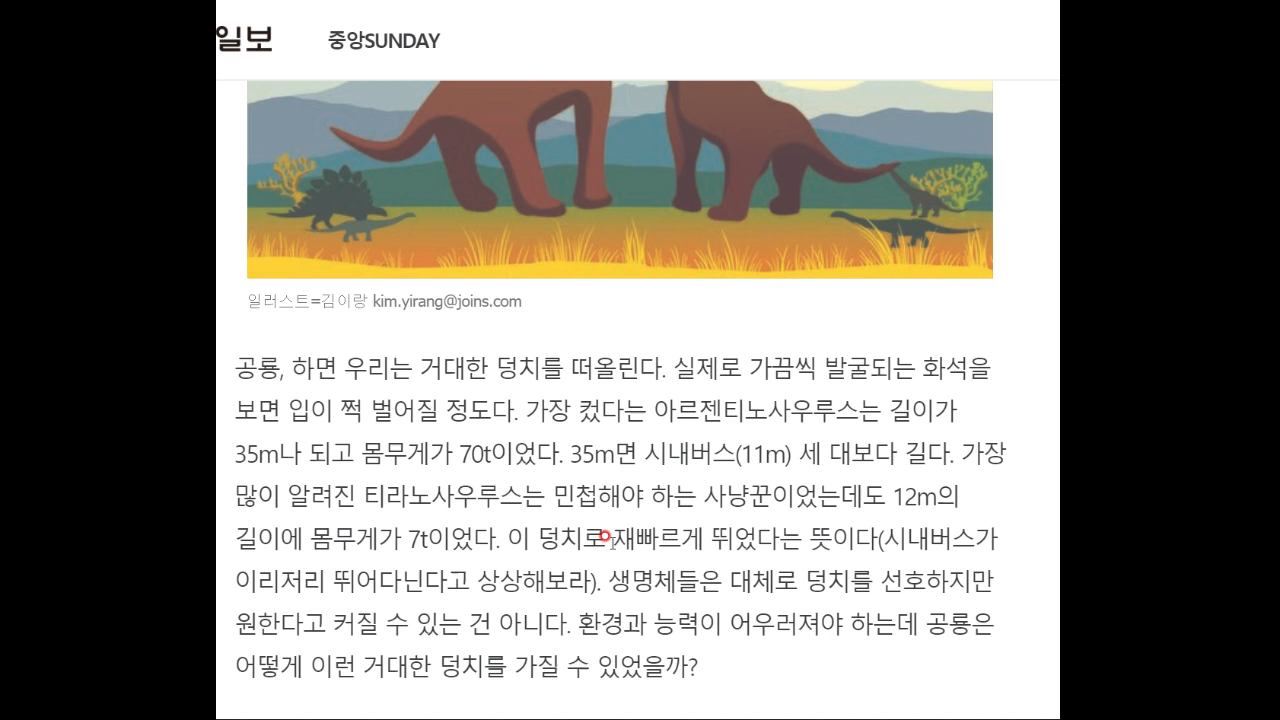 일보
중앙SUNDAY
일러스트=김이랑 kim.yirang@joins.com
공룡, 하면 우리는 거대한 덩치를 떠올린다. 실제로 가끔씩 발굴되는 화석을
보면 입이 쩍 벌어질 정도다. 가장 컸다는 아르젠티노사우루스는 길이가
35m나 되고 몸무게가 70t이었다. 35m면 시내버스(11m) 세 대보다 길다. 가장
많이 알려진 티라노사우루스는 민첩해야 하는 사냥꾼이었는데도 12m의
길이에 몸무게가 7t이었다. 이 덩치로 재빠르게 뛰었다는 뜻이다(시내버스가
이리저리 뛰어다닌다고 상상해보라). 생명체들은 대체로 덩치를 선호하지만
원한다고 커질 수 있는 건 아니다. 환경과 능력이 어우러져야 하는데 공룡은
어떻게 이런 거대한 덩치를 가질 수 있었을까?